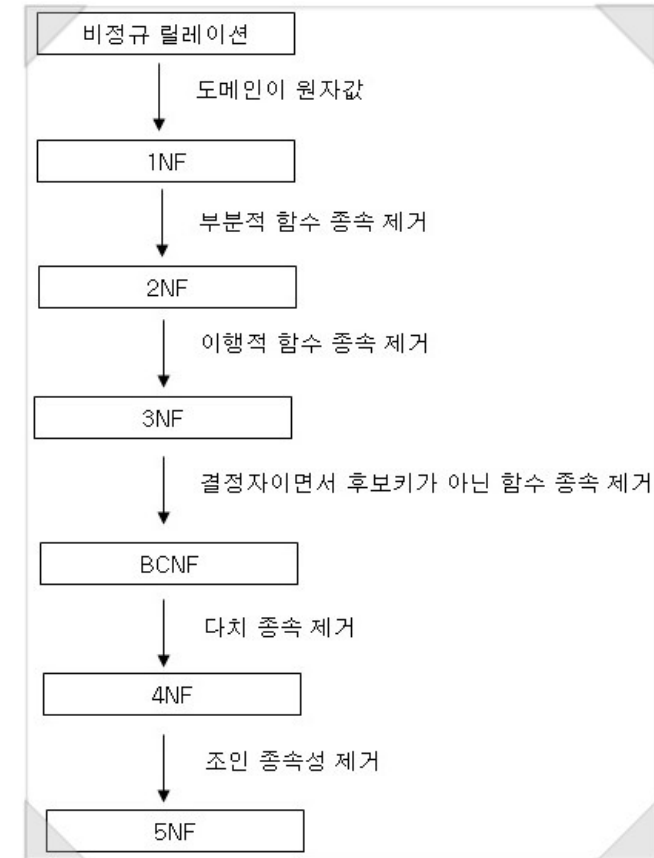 비정규 릴레이션
도메인이 원자값
1NF
부분적 함수 종속 제거
2NF
이행적 함수 종속 제거
3NF
결정자이면서 후보키가 아닌 함수 종속 제거
BCNF
다치 종속 제거
4NF
조인 종속성 제거
5NF